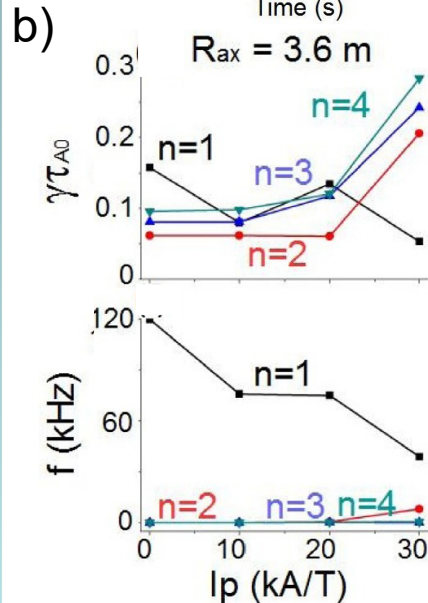 Time (s)
b)
Rax = 3.6 m
0.3
n=4
0.2
n=1
γτA0
n=3
0.1
n=2
0
120
n=1
f (kHz)
60
n=2 n=3 n=4
0
0 10 20 30
Ip (kA/T)